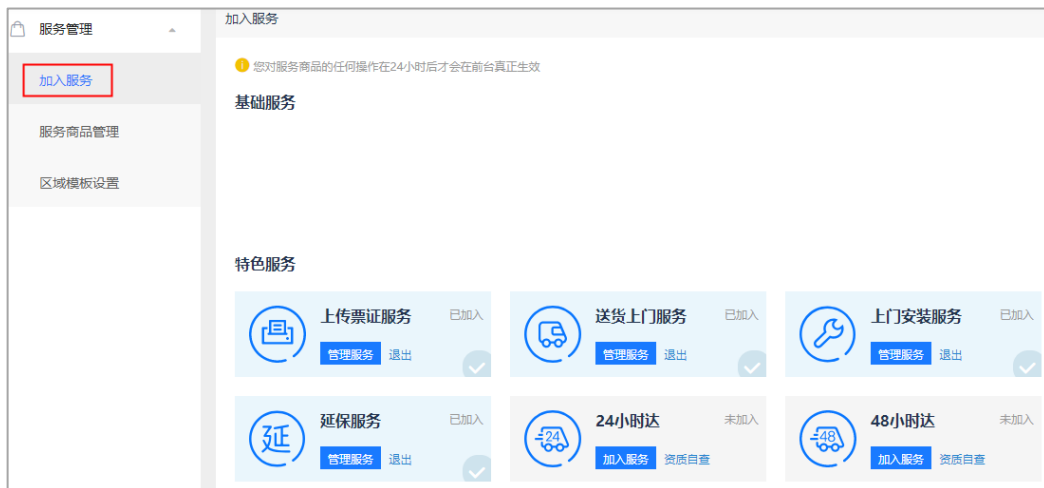 服务管理
加入服务
服务商品管理
区域模板设置
加入服务
您对服务商品的任何操作在24小时后才会在前台真正生效
基础服务
特色服务
上传票证服务 已加入
管理服务 退出
送货上门服务 已加入
管理服务 退出
上门安装服务 已加入
管理服务 退出
延
延保服务 已加入
管理服务 退出
24
24小时达 未加入
加入服务 资质自查
48
48小时达 未加入
加入服务 资质自查